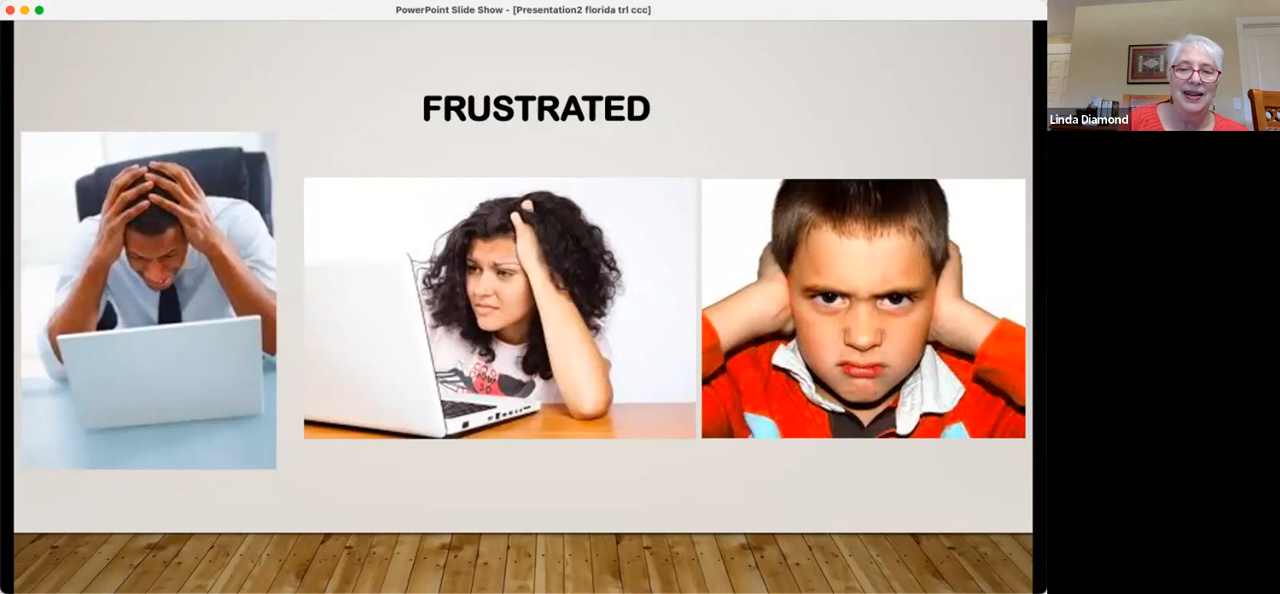 PowerPoint Slide Show - [Presentation2 florida trl ccc]
FRUSTRATED
Linda Diamond